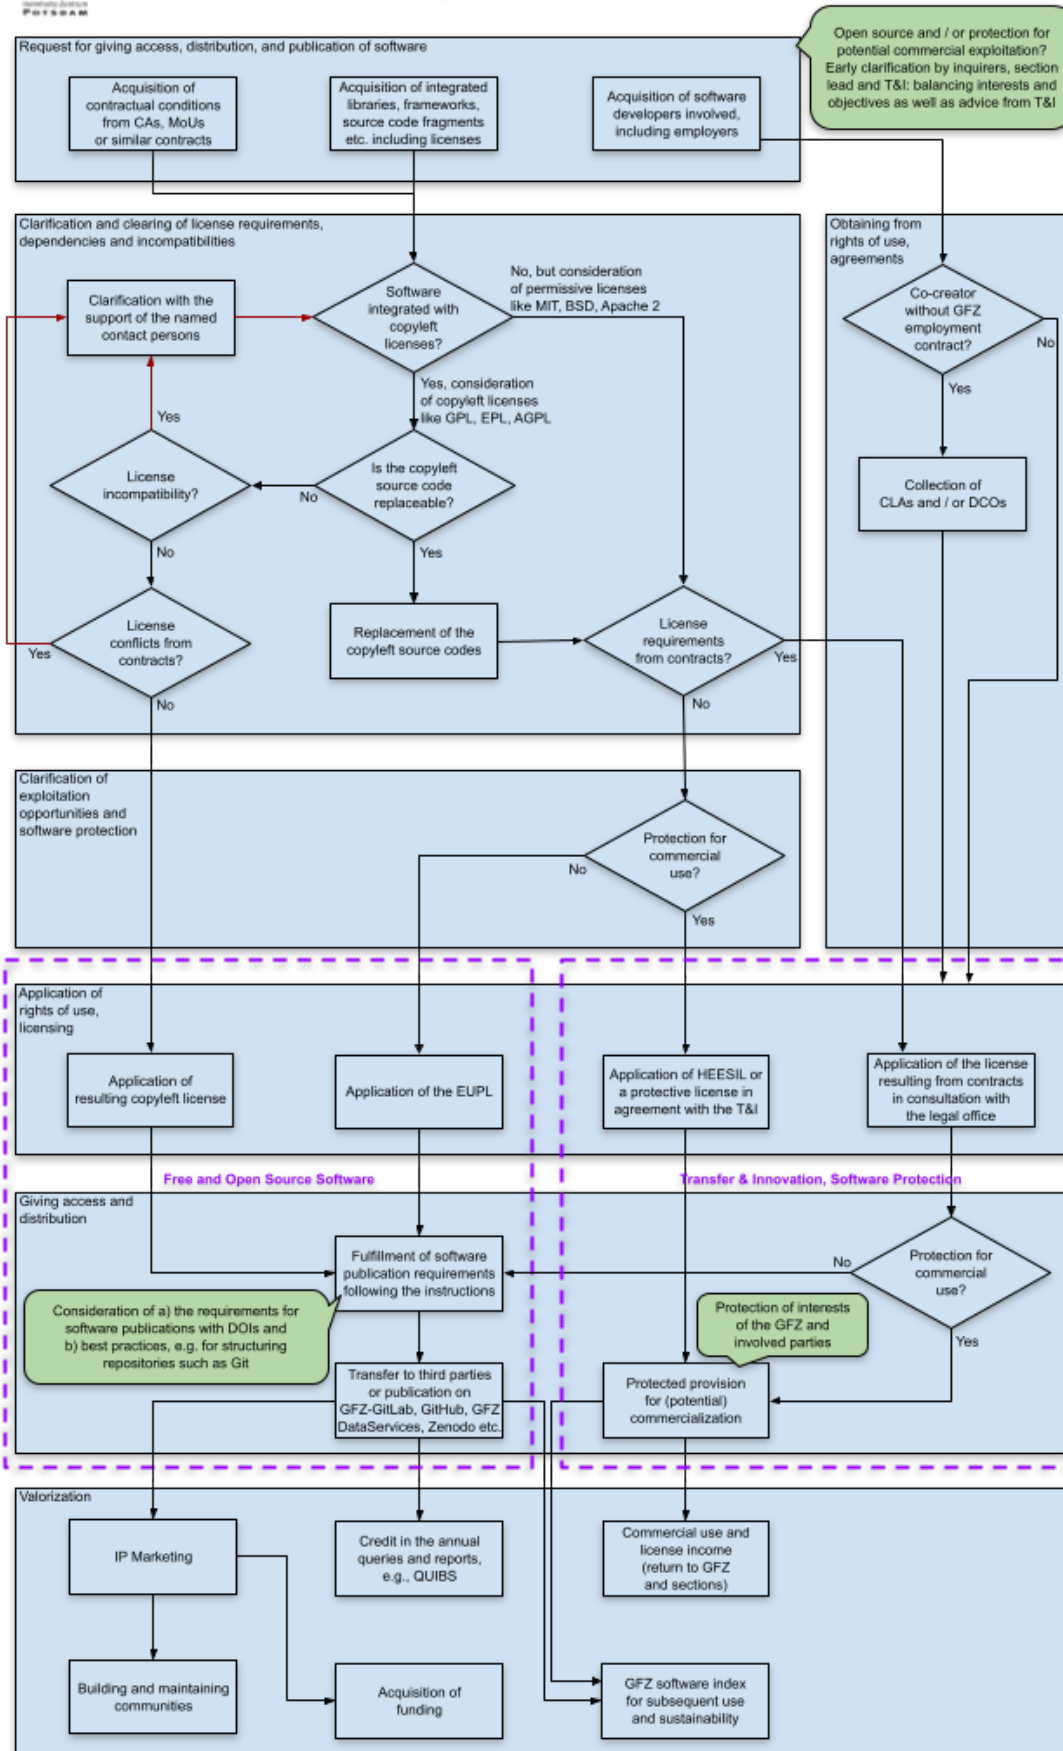 POTSDAM
Request for giving access, distribution, and publication of software
Acquisition of
contractual conditions
from CAs, MoUs
or similar contracts
Acquisition of integrated
libraries, frameworks,
source code fragments
etc. including licenses
Acquisition of software
developers involved,
including employers
Open source and / or protection for
potential commercial exploitation?
Early clarification by inquirers, section
lead and T&I: balancing interests and
objectives as well as advice from T&I
Clarification and clearing of license requirements,
dependencies and incompatibilities
Obtaining from
rights of use,
agreements
Clarification with the
support of the named
contact persons
Software
integrated with
copyleft
licenses?
No, but consideration
of permissive licenses
like MIT, BSD, Apache 2
Co-creator
without GFZ
employment
contract?
No
Yes
Yes, consideration
of copyleft licenses
like GPL, EPL, AGPL
Yes
License
incompatibility?
No
Is the copyleft
source code
replaceable?
Collection of
CLAs and / or DCOs
No
Yes
License
conflicts from
contracts?
Yes
No
Replacement of the
copyleft source codes
License
requirements
from contracts?
Yes
No
Clarification of
exploitation
opportunities and
software protection
Protection for
commercial
use?
No
Yes
Application of
rights of use,
licensing
Application of
resulting copyleft license
Application of the EUPL
Application of HEESIL or
a protective license in
agreement with the T&I
Application of the license
resulting from contracts
in consultation with
the legal office
Free and Open Source Software
Transfer & Innovation, Software Protection
Giving access and
distribution
Fulfillment of software
publication requirements
following the instructions
No
Protection for
commercial
use?
Yes
Consideration of a) the requirements for
software publications with DOIs and
b) best practices, e.g. for structuring
repositories such as Git
Protection of interests
of the GFZ and
involved parties
Transfer to third parties
or publication on
GFZ-GitLab, GitHub, GFZ
DataServices, Zenodo etc.
Protected provision
for (potential)
commercialization
Valorization
IP Marketing
Credit in the annual
queries and reports,
e.g., QUIBS
Commercial use and
license income
(return to GFZ
and sections)
Building and maintaining
communities
Acquisition of
funding
GFZ software index
for subsequent use
and sustainability